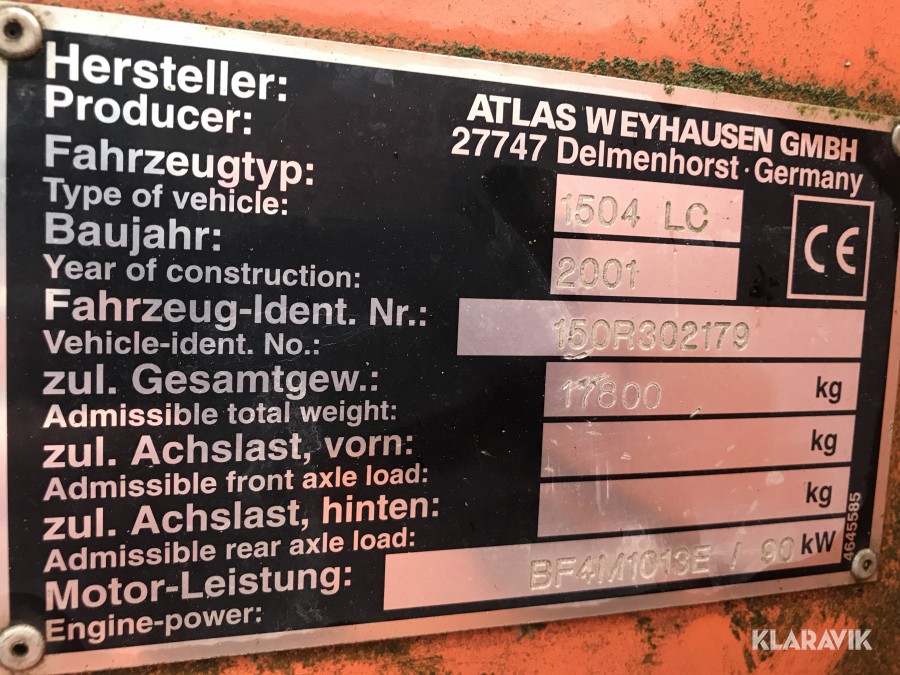 Hersteller:
Producer:
ATLAS WEYHAUSEN GMBH
27747 Delmenhorst · Germany
Fahrzeugtyp:
Type of vehicle:
1504 LC
Baujahr:
Year of construction:
2001
CE
Fahrzeug-Ident. Nr.:
Vehicle-ident. No.:
150R302179
zul. Gesamtgew.:
Admissible total weight:
17800 kg
zul. Achslast, vorn:
Admissible front axle load:
kg
zul. Achslast, hinten:
Admissible rear axle load:
kg
Motor-Leistung:
Engine-power:
BF4M1013E / 90 kW
4645585
KLARAVIK